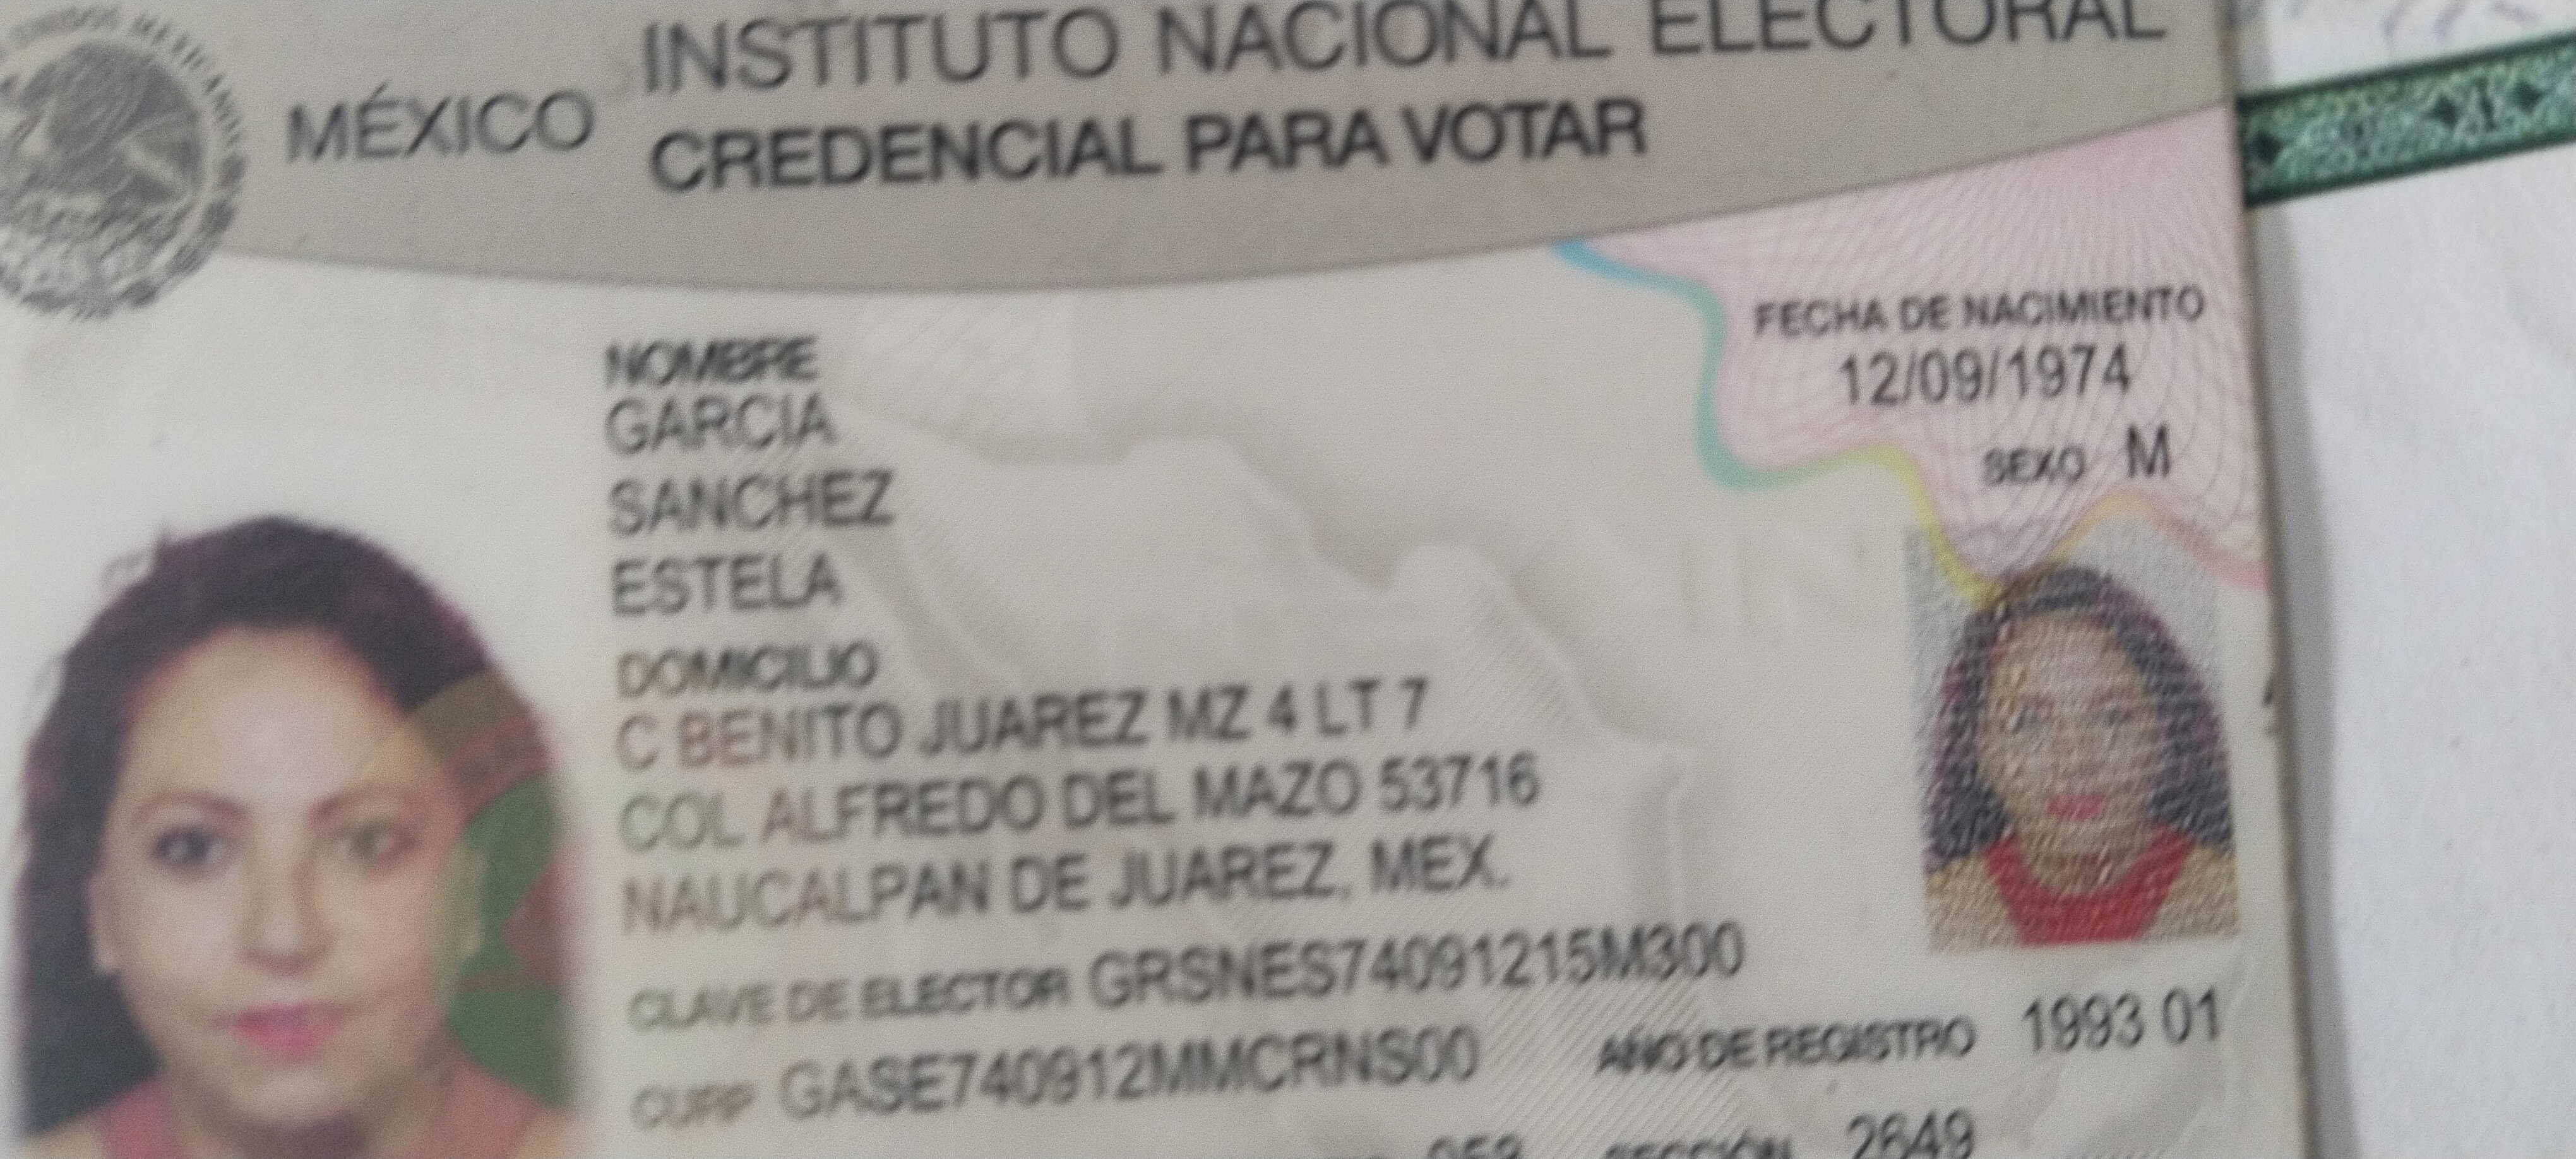 MÉXICO
INSTITUTO NACIONAL ELECTORAL
CREDENCIAL PARA VOTAR
FECHA DE NACIMIENTO
12/09/1974
SEXO M
NOMBRE
GARCIA
SANCHEZ
ESTELA
DOMICILIO
C BENITO JUAREZ MZ 4 LT 7
COL ALFREDO DEL MAZO 53716
NAUCALPAN DE JUAREZ, MEX.
CLAVE DE ELECTOR GRSNES74091215M300
CURP GASE740912MMCRNS00 AÑO DE REGISTRO 1993 01
SECCIÓN 2649